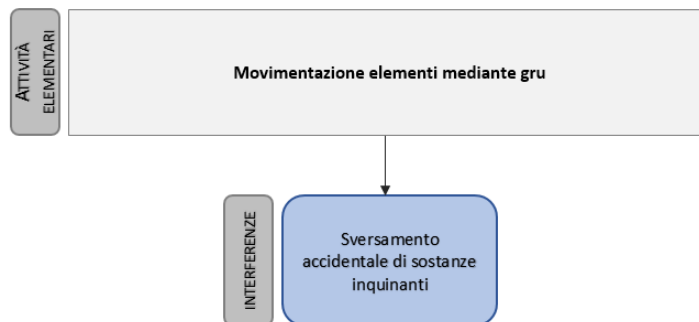 ATTIVITÀ
ELEMENTARI
Movimentazione elementi mediante gru
INTERFERENZE
Sversamento
accidentale di sostanze
inquinanti